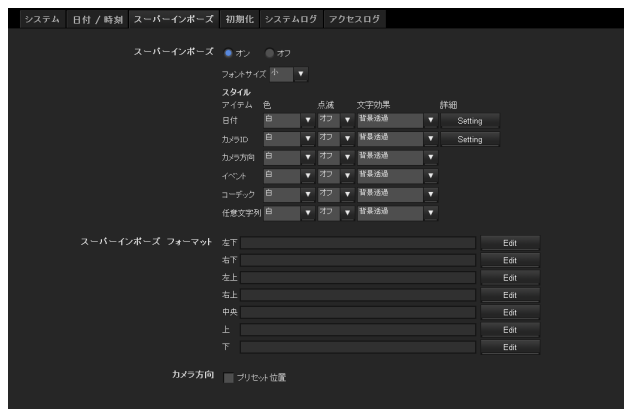 システム 日付 / 時刻 スーパーインポーズ 初期化 システムログ アクセスログ
スーパーインポーズ オン オフ
フォントサイズ 小
スタイル
アイテム 色 点滅 文字効果 詳細
日付 白 オフ 背景透過 Setting
カメラID 白 オフ 背景透過 Setting
カメラ方向 白 オフ 背景透過
イベント 白 オフ 背景透過
コーデック 白 オフ 背景透過
任意文字列 白 オフ 背景透過
スーパーインポーズ フォーマット 左下 Edit
右下 Edit
左上 Edit
右上 Edit
中央 Edit
上 Edit
下 Edit
カメラ方向 プリセット位置